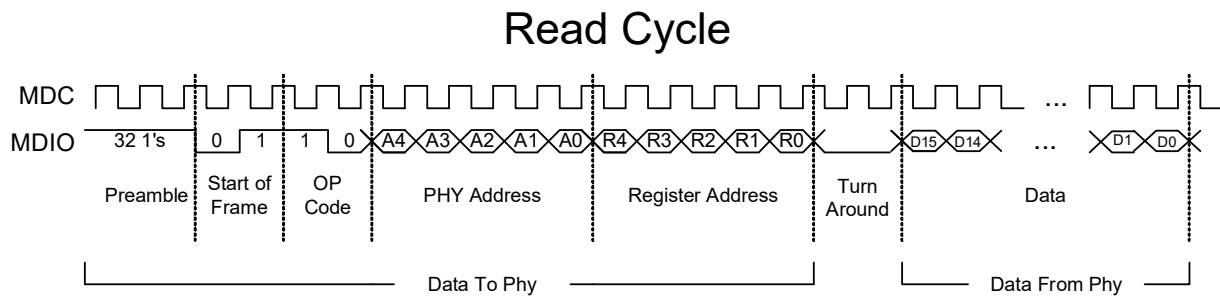 Read Cycle
MDC ...
MDIO 32 1's 0 1 1 0 A4 A3 A2 A1 A0 R4 R3 R2 R1 R0 D15 D14 ... D1 D0
Preamble Start of Frame OP Code PHY Address Register Address Turn Around Data
Data To Phy Data From Phy